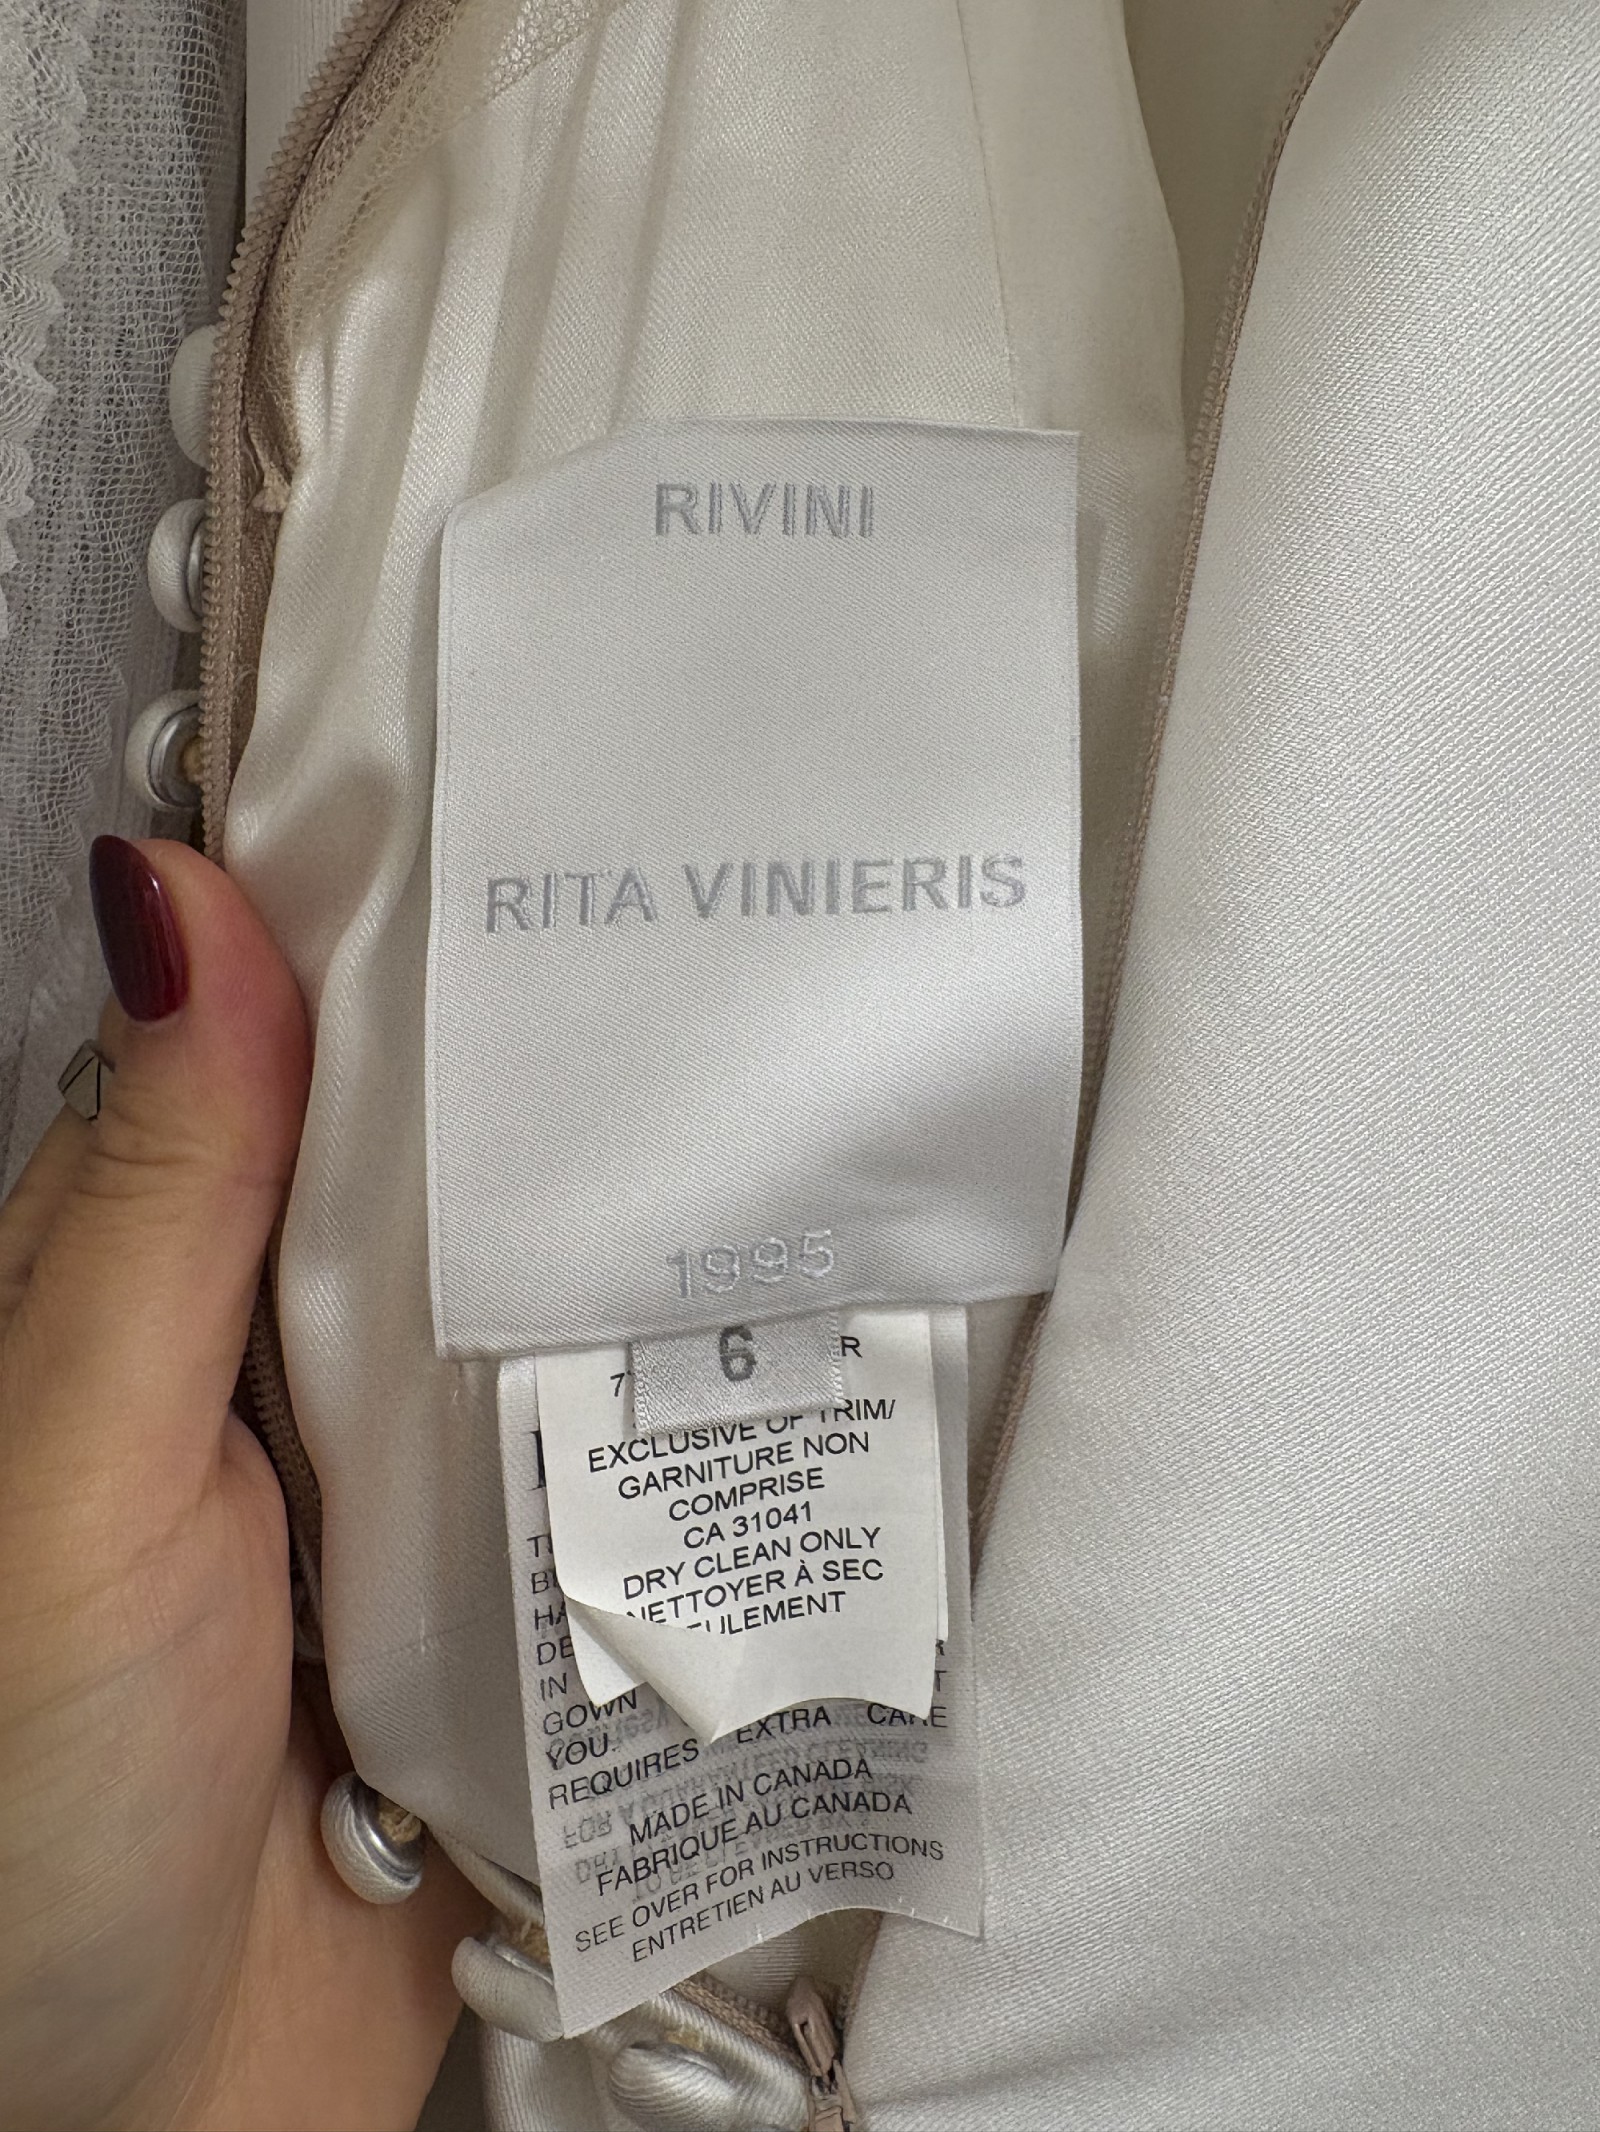 RIVINI
RITA VINIERIS
1995
6
EXCLUSIVE OF TRIM/
GARNITURE NON
COMPRISE
CA 31041
DRY CLEAN ONLY
NETTOYER À SEC
IN
GOWN
YOU.
REQUIRES EXTRA CARE
MADE IN CANADA
FABRIQUE AU CANADA
SEE OVER FOR INSTRUCTIONS
ENTRETIEN AU VERSO